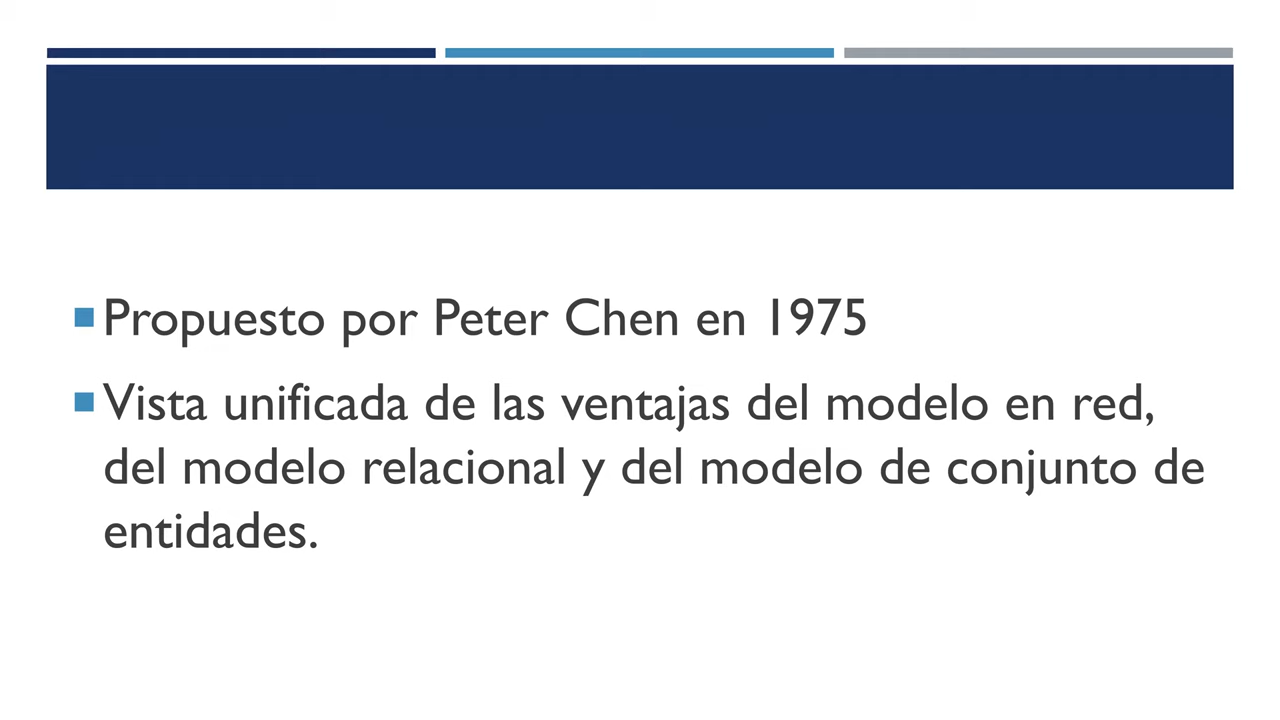 Propuesto por Peter Chen en 1975
Vista unificada de las ventajas del modelo en red,
del modelo relacional y del modelo de conjunto de
entidades.